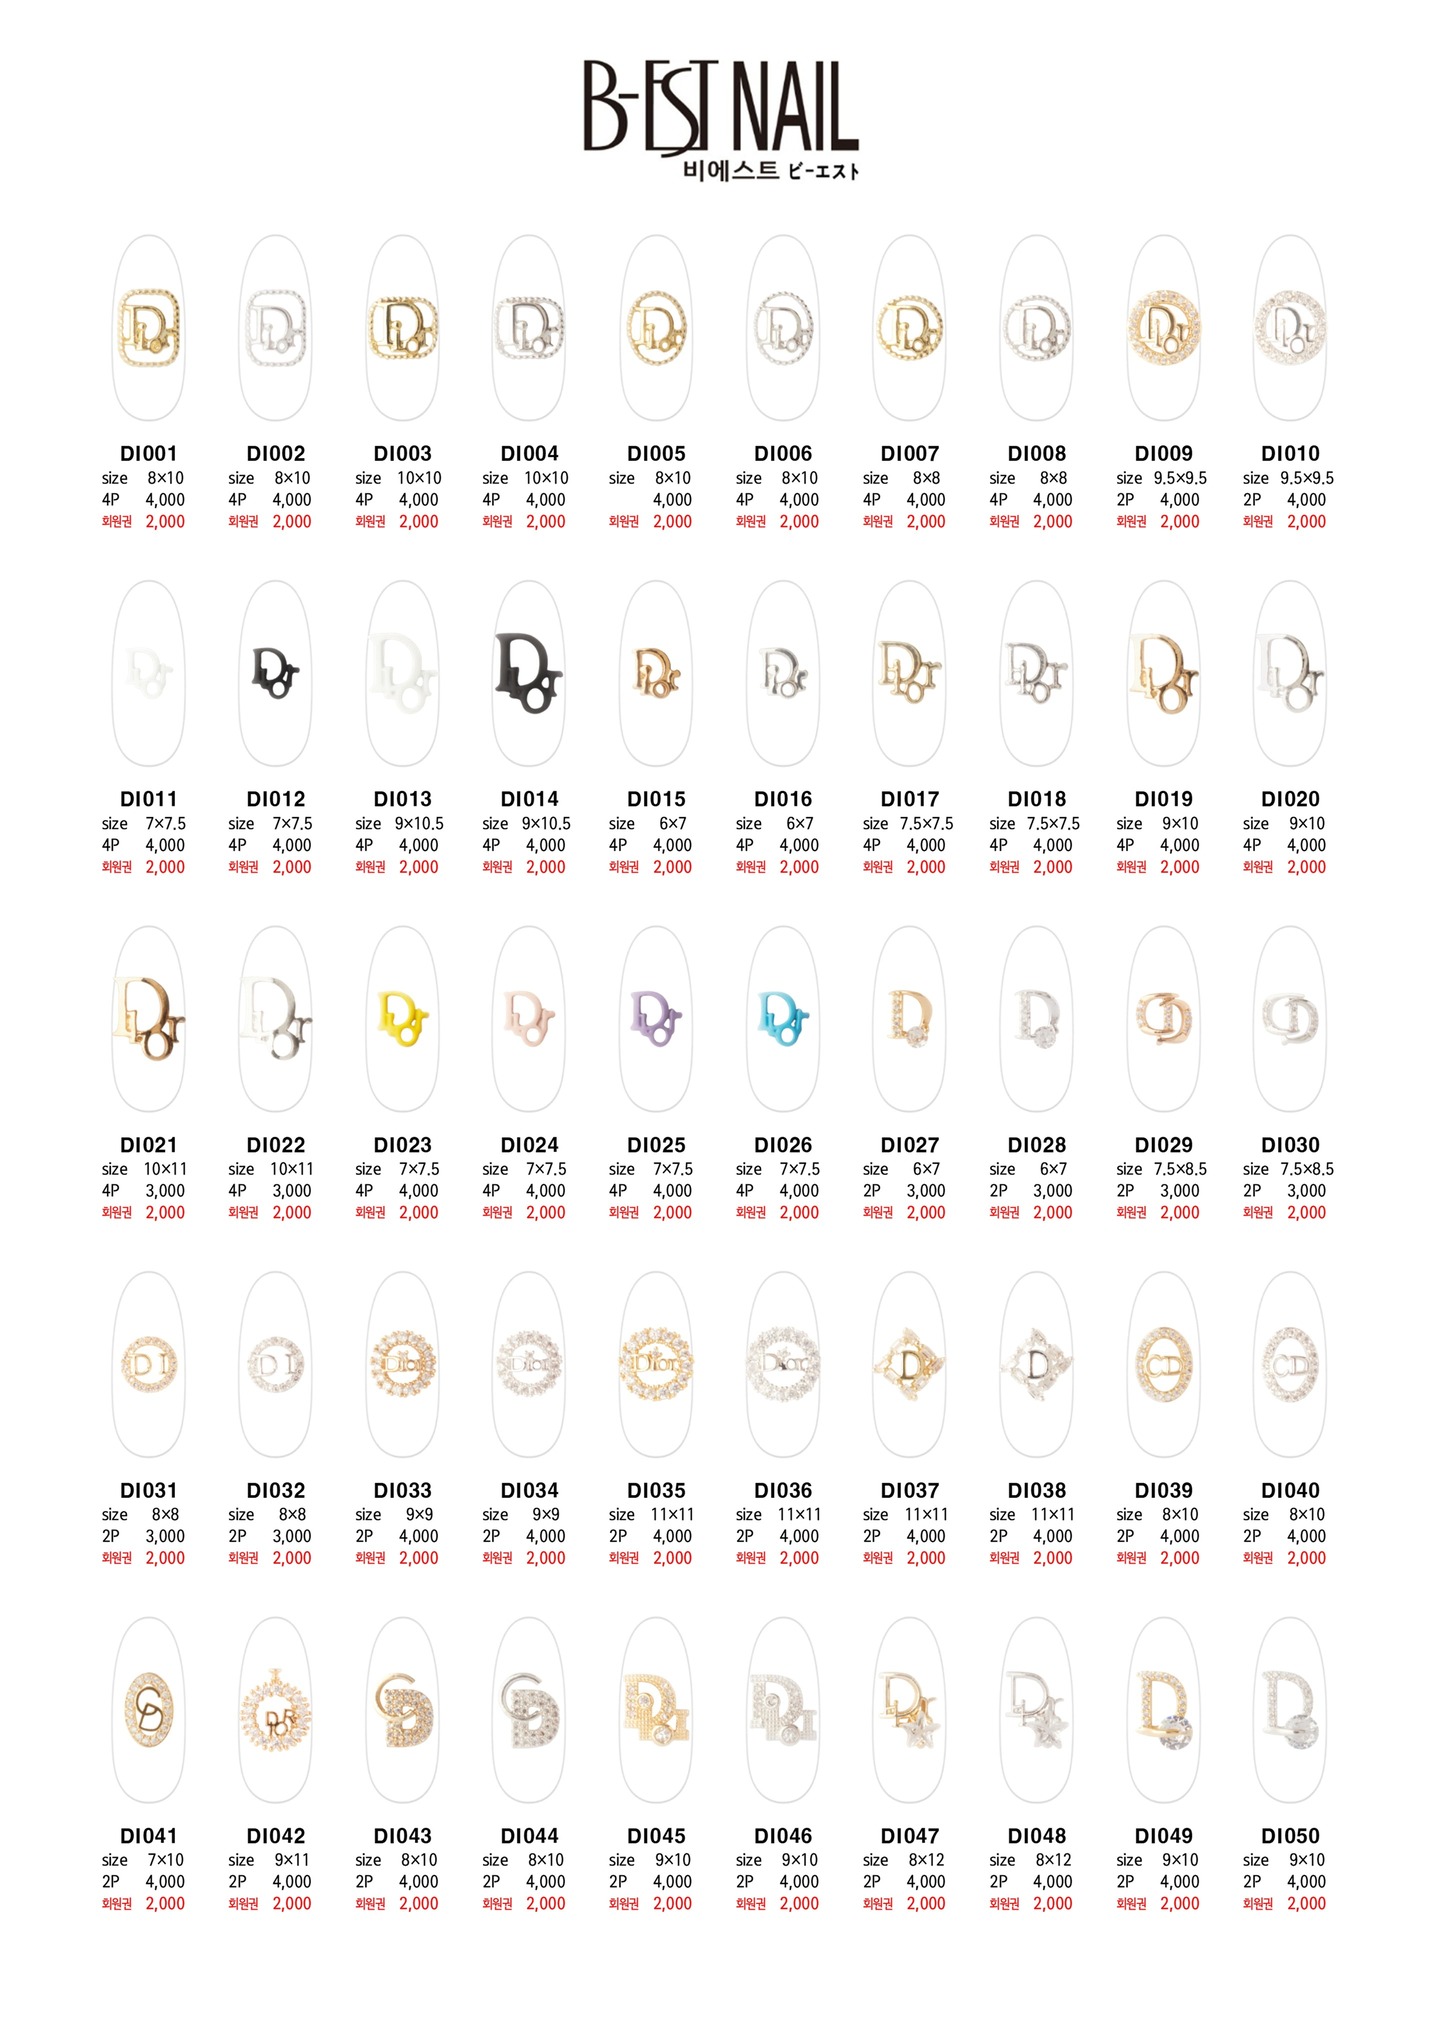 B-EST NAIL
비에스트 ビーエスト
DI001 DI002 DI003 DI004 DI005 DI006 DI007 DI008 DI009 DI010
size 8×10 size 8×10 size 10×10 size 10×10 size 8×10 size 8×10 size 8×8 size 8×8 size 9.5×9.5 size 9.5×9.5
4P 4,000 4P 4,000 4P 4,000 4P 4,000 4,000 4P 4,000 4P 4,000 4P 4,000 2P 4,000 2P 4,000
회원권 2,000 회원권 2,000 회원권 2,000 회원권 2,000 회원권 2,000 회원권 2,000 회원권 2,000 회원권 2,000 회원권 2,000 회원권 2,000
DI011 DI012 DI013 DI014 DI015 DI016 DI017 DI018 DI019 DI020
size 7×7.5 size 7×7.5 size 9×10.5 size 9×10.5 size 6×7 size 6×7 size 7.5×7.5 size 7.5×7.5 size 9×10 size 9×10
4P 4,000 4P 4,000 4P 4,000 4P 4,000 4P 4,000 4P 4,000 4P 4,000 4P 4,000 4P 4,000 4P 4,000
회원권 2,000 회원권 2,000 회원권 2,000 회원권 2,000 회원권 2,000 회원권 2,000 회원권 2,000 회원권 2,000 회원권 2,000 회원권 2,000
DI021 DI022 DI023 DI024 DI025 DI026 DI027 DI028 DI029 DI030
size 10×11 size 10×11 size 7×7.5 size 7×7.5 size 7×7.5 size 7×7.5 size 6×7 size 6×7 size 7.5×8.5 size 7.5×8.5
4P 3,000 4P 3,000 4P 4,000 4P 4,000 4P 4,000 4P 4,000 2P 3,000 2P 3,000 2P 3,000 2P 3,000
회원권 2,000 회원권 2,000 회원권 2,000 회원권 2,000 회원권 2,000 회원권 2,000 회원권 2,000 회원권 2,000 회원권 2,000 회원권 2,000
DI031 DI032 DI033 DI034 DI035 DI036 DI037 DI038 DI039 DI040
size 8×8 size 8×8 size 9×9 size 9×9 size 11×11 size 11×11 size 11×11 size 11×11 size 8×10 size 8×10
2P 3,000 2P 3,000 2P 4,000 2P 4,000 2P 4,000 2P 4,000 2P 4,000 2P 4,000 2P 4,000 2P 4,000
회원권 2,000 회원권 2,000 회원권 2,000 회원권 2,000 회원권 2,000 회원권 2,000 회원권 2,000 회원권 2,000 회원권 2,000 회원권 2,000
DI041 DI042 DI043 DI044 DI045 DI046 DI047 DI048 DI049 DI050
size 7×10 size 9×11 size 8×10 size 8×10 size 9×10 size 9×10 size 8×12 size 8×12 size 9×10 size 9×10
2P 4,000 2P 4,000 2P 4,000 2P 4,000 2P 4,000 2P 4,000 2P 4,000 2P 4,000 2P 4,000 2P 4,000
회원권 2,000 회원권 2,000 회원권 2,000 회원권 2,000 회원권 2,000 회원권 2,000 회원권 2,000 회원권 2,000 회원권 2,000 회원권 2,000